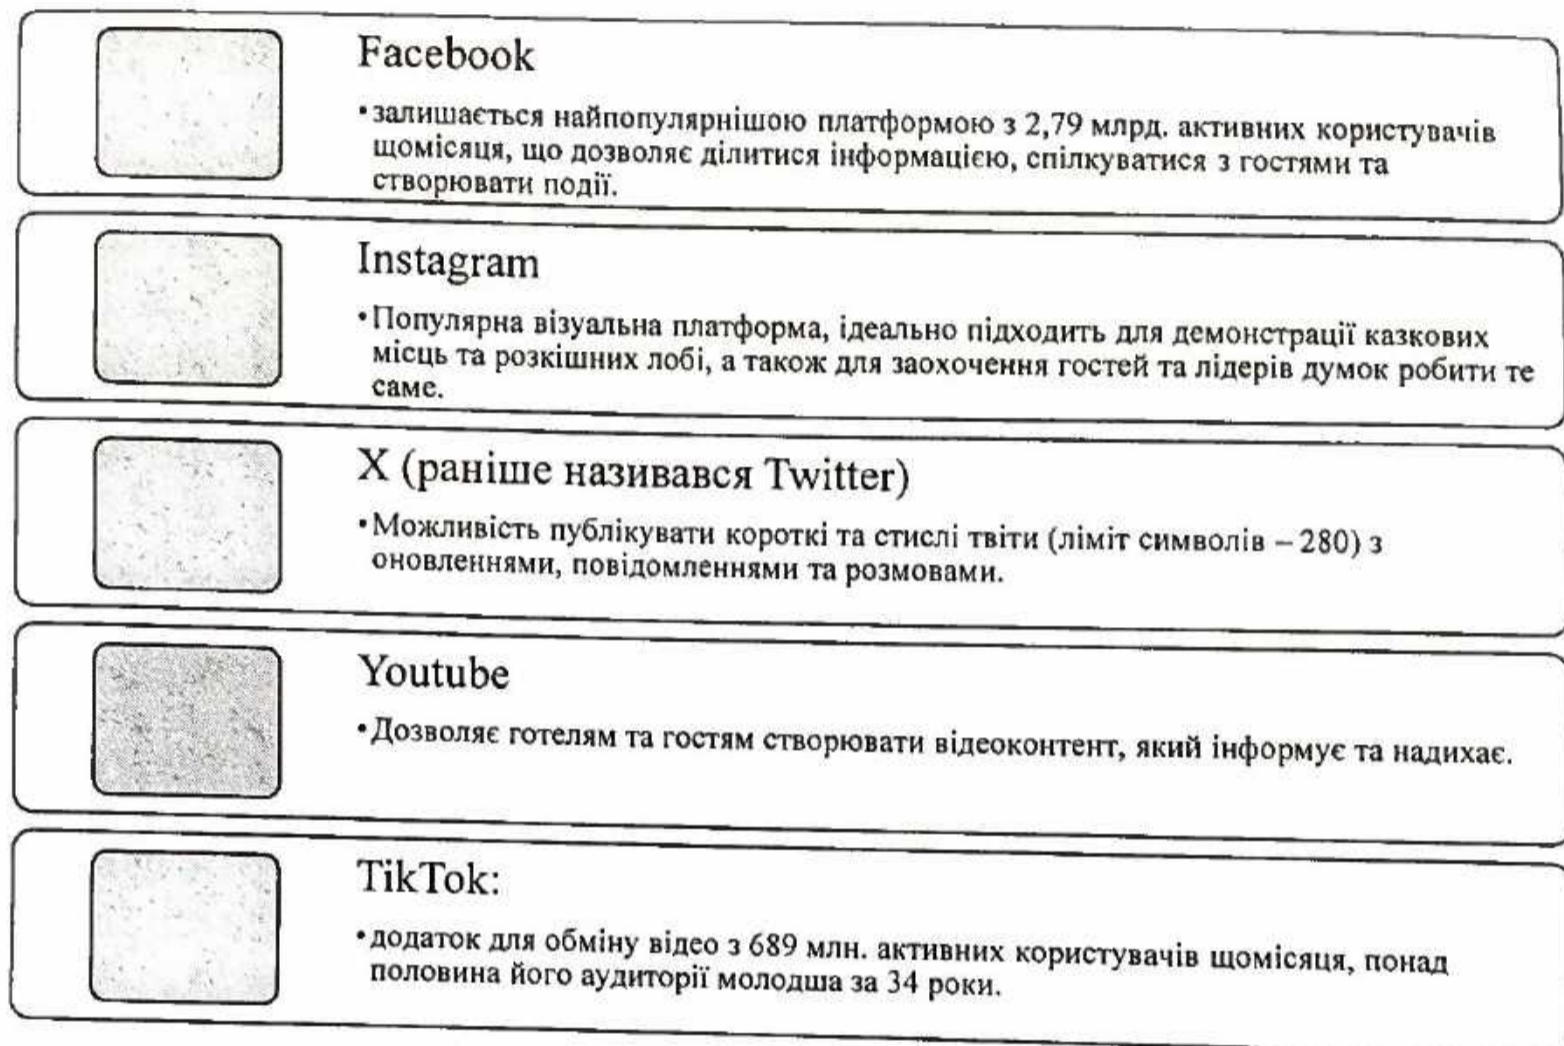 Facebook
•залишається найпопулярнішою платформою з 2,79 млрд. активних користувачів
щомісяця, що дозволяє ділитися інформацією, спілкуватися з гостями та
створювати події.
Instagram
•Популярна візуальна платформа, ідеально підходить для демонстрації казкових
місць та розкішних лобі, а також для заохочення гостей та лідерів думок робити те
саме.
X (раніше називався Twitter)
•Можливість публікувати короткі та стислі твіти (ліміт символів – 280) з
оновленнями, повідомленнями та розмовами.
Youtube
•Дозволяє готелям та гостям створювати відеоконтент, який інформує та надихає.
TikTok:
•додаток для обміну відео з 689 млн. активних користувачів щомісяця, понад
половина його аудиторії молодша за 34 роки.